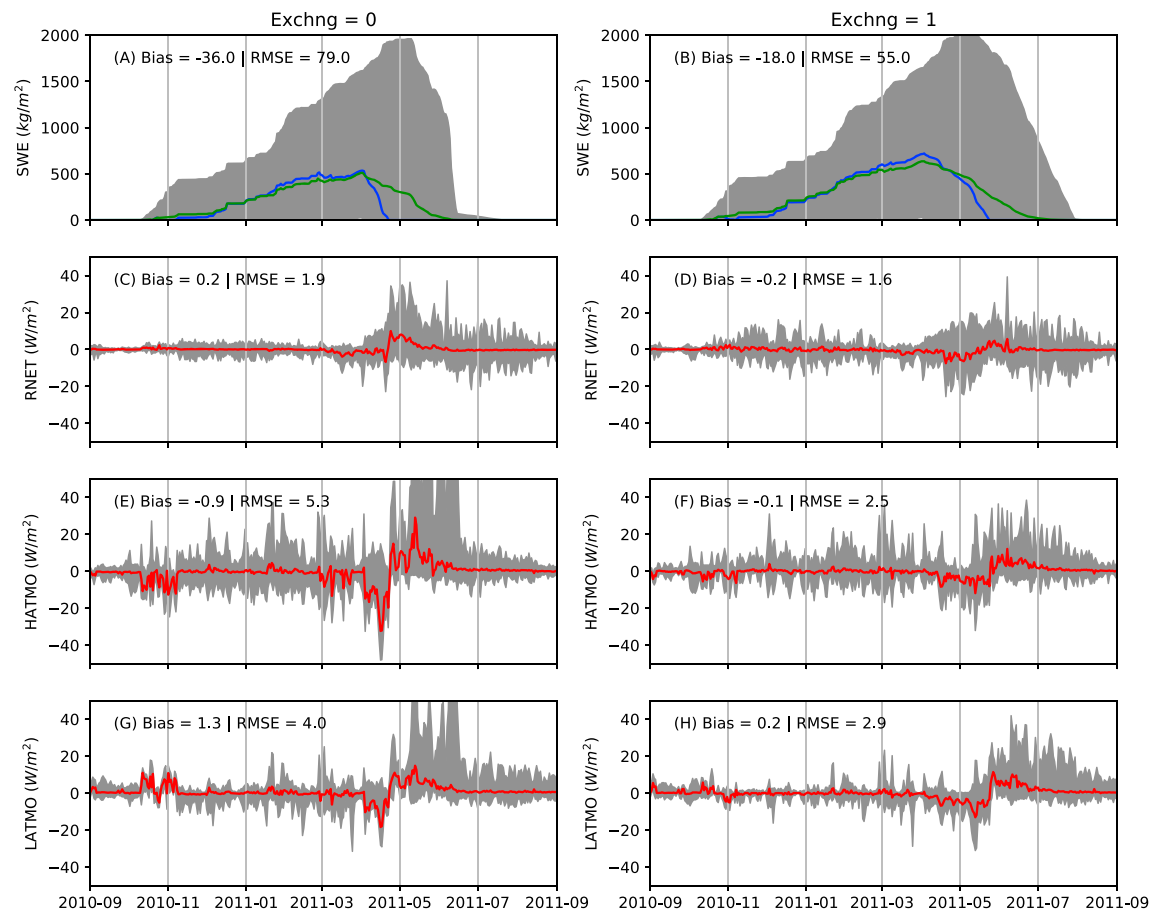 Exchng = 0
Exchng = 1
2000
1500
1000
500
0
SWE (kg/m²)
(A) Bias = -36.0 | RMSE = 79.0
2000
1500
1000
500
0
SWE (kg/m²)
(B) Bias = -18.0 | RMSE = 55.0
40
20
0
−20
−40
RNET (W/m²)
(C) Bias = 0.2 | RMSE = 1.9
40
20
0
−20
−40
RNET (W/m²)
(D) Bias = -0.2 | RMSE = 1.6
40
20
0
−20
−40
HATMO (W/m²)
(E) Bias = -0.9 | RMSE = 5.3
40
20
0
−20
−40
HATMO (W/m²)
(F) Bias = -0.1 | RMSE = 2.5
40
20
0
−20
−40
LATMO (W/m²)
(G) Bias = 1.3 | RMSE = 4.0
40
20
0
−20
−40
LATMO (W/m²)
(H) Bias = 0.2 | RMSE = 2.9
2010-09 2010-11 2011-01 2011-03 2011-05 2011-07 2011-09
2010-09 2010-11 2011-01 2011-03 2011-05 2011-07 2011-09